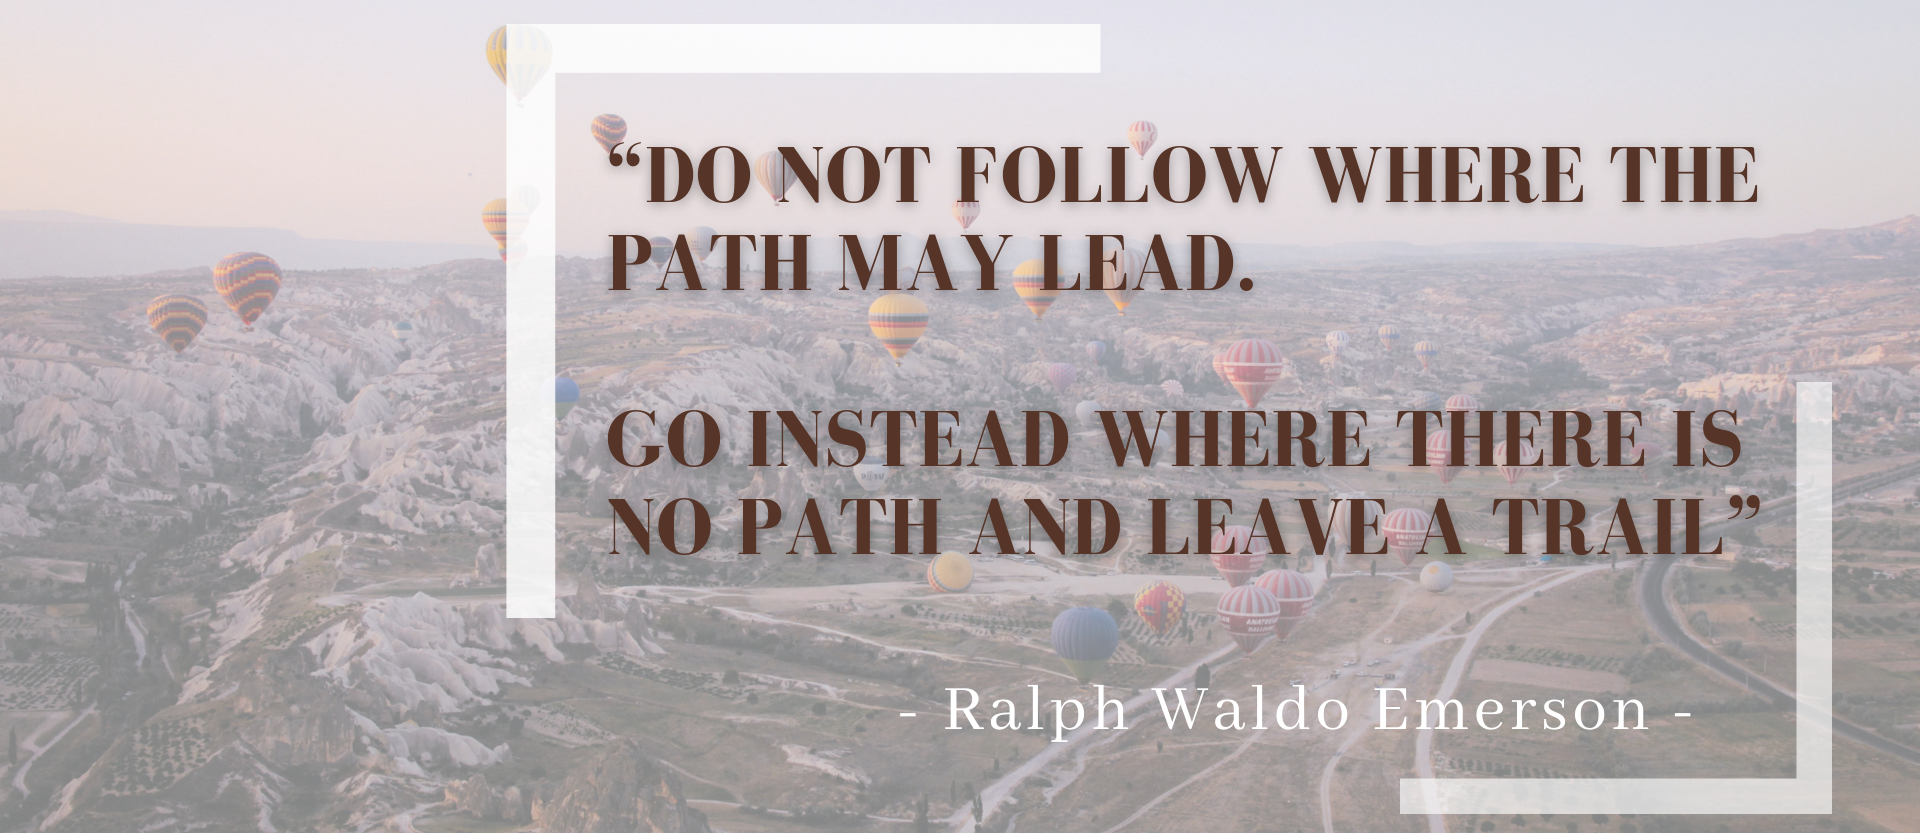 “DO NOT FOLLOW WHERE THE
PATH MAY LEAD.
GO INSTEAD WHERE THERE IS
NO PATH AND LEAVE A TRAIL”
- Ralph Waldo Emerson -